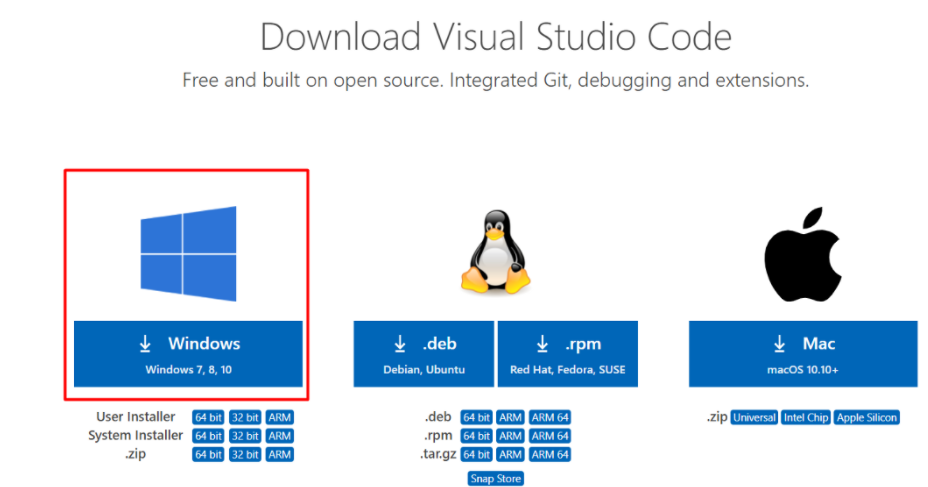 Download Visual Studio Code
Free and built on open source. Integrated Git, debugging and extensions.
Windows
Windows 7, 8, 10
User Installer 64 bit 32 bit ARM
System Installer 64 bit 32 bit ARM
.zip 64 bit 32 bit ARM
.deb
Debian, Ubuntu
.rpm
Red Hat, Fedora, SUSE
.deb 64 bit ARM ARM 64
.rpm 64 bit ARM ARM 64
.tar.gz 64 bit ARM ARM 64
Snap Store
Mac
macOS 10.10+
.zip Universal Intel Chip Apple Silicon